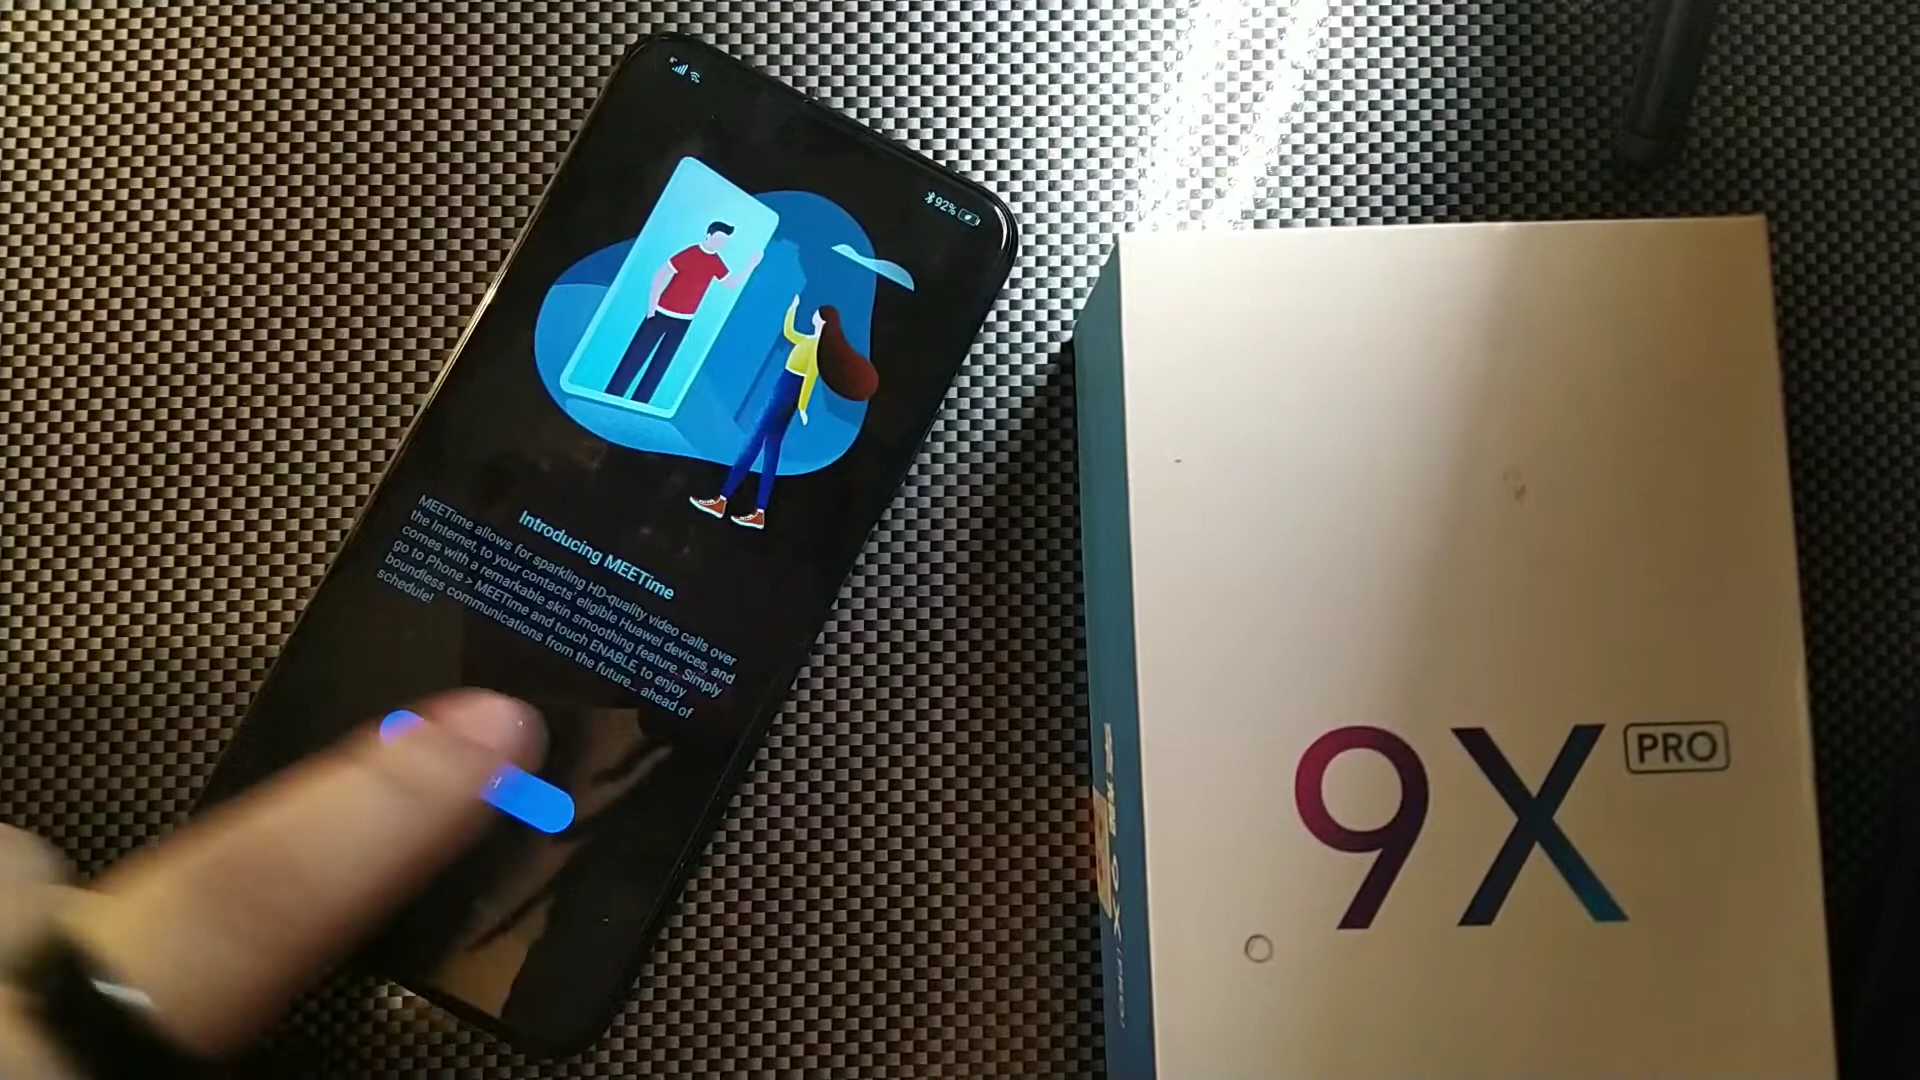 92%
Introducing MEETime
MEETime allows for sparkling HD-quality video calls over
the Internet, to your contacts' eligible Huawei devices, and
comes with a remarkable skin smoothing feature. Simply
go to Phone > MEETime and touch ENABLE, to enjoy
boundless communications from the future... ahead of
schedule!
H
9X PRO